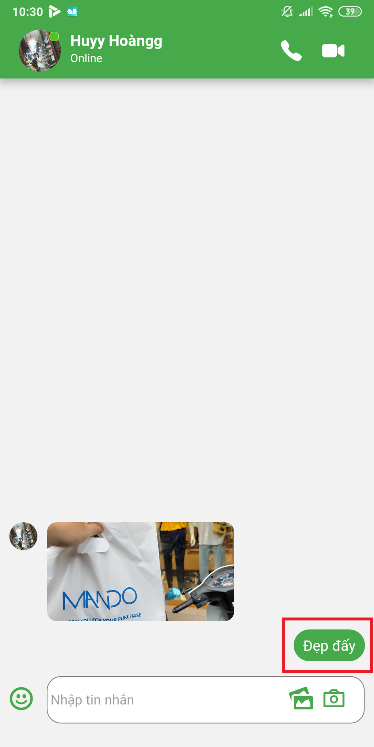 10:30
39
Huyy Hoàngg
Online
MANDO
Đẹp đấy
Nhập tin nhắn